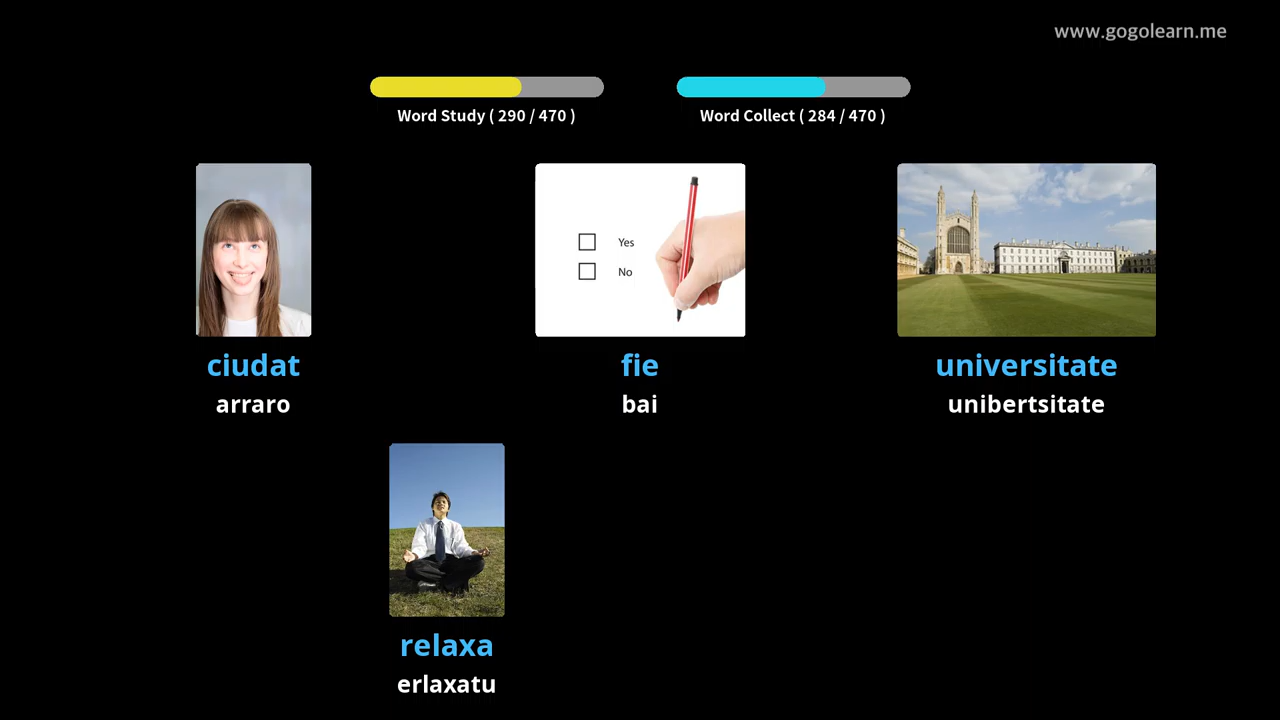 www.gogolearn.me
Word Study ( 290 / 470 )
Word Collect ( 284 / 470 )
Yes
No
ciudat
arraro
fie
bai
universitate
unibertsitate
relaxa
erlaxatu